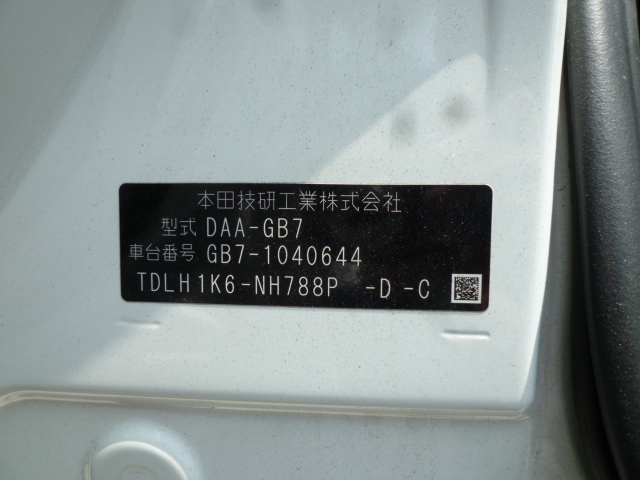 本田技研工業株式会社
型式 DAA-GB7
車台番号 GB7-1040644
TDLH1K6-NH788P -D-C